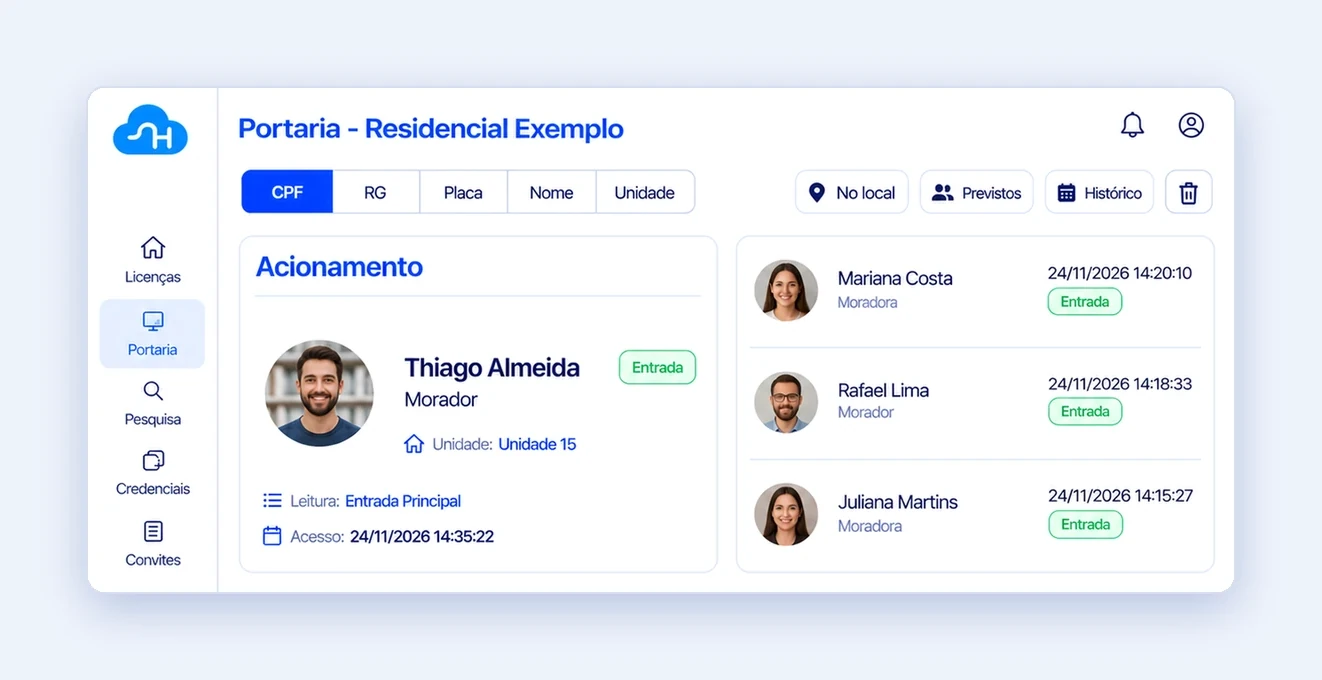 H
Portaria - Residencial Exemplo
CPF RG Placa Nome Unidade
No local Previstos Histórico
Licenças
Portaria
Pesquisa
Credenciais
Convites
Acionamento
Thiago Almeida
Entrada
Morador
Unidade: Unidade 15
Leitura: Entrada Principal
Acesso: 24/11/2026 14:35:22
Mariana Costa
Moradora
24/11/2026 14:20:10
Entrada
Rafael Lima
Morador
24/11/2026 14:18:33
Entrada
Juliana Martins
Moradora
24/11/2026 14:15:27
Entrada